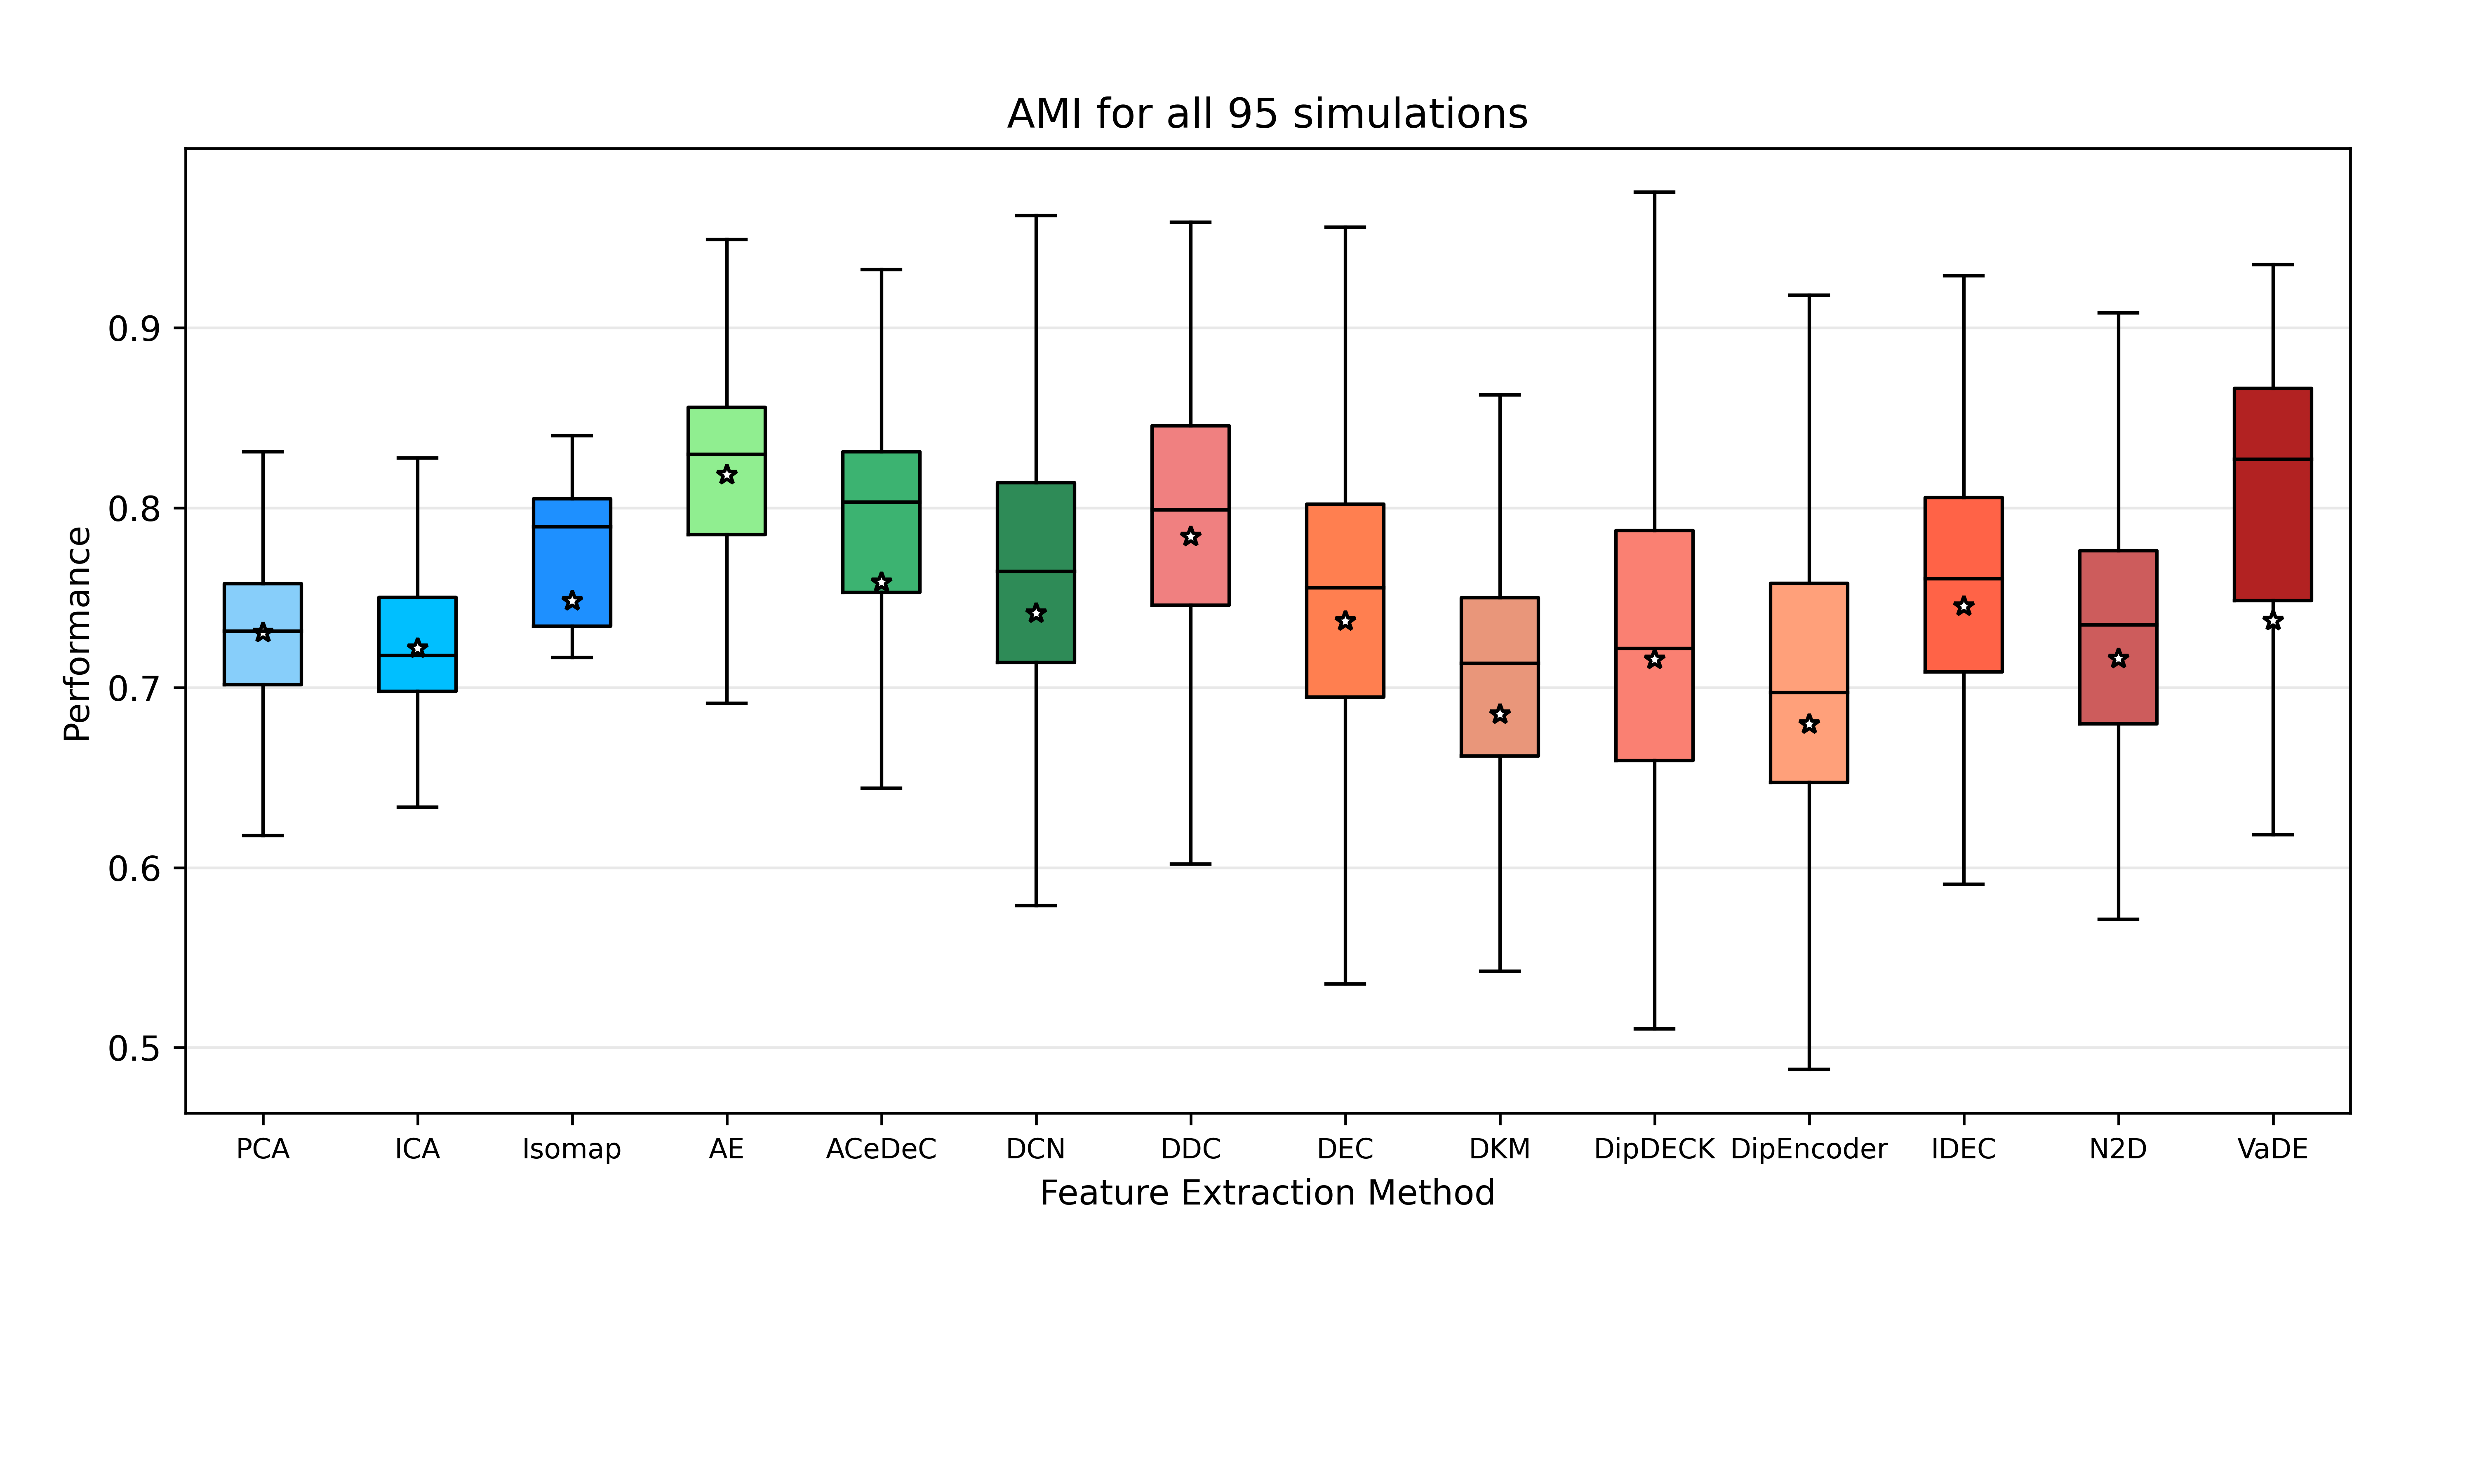 AMI for all 95 simulations
Performance
0.9
0.8
0.7
0.6
0.5
PCA ICA Isomap AE ACeDeC DCN DDC DEC DKM DipDECK DipEncoder IDEC N2D VaDE
Feature Extraction Method